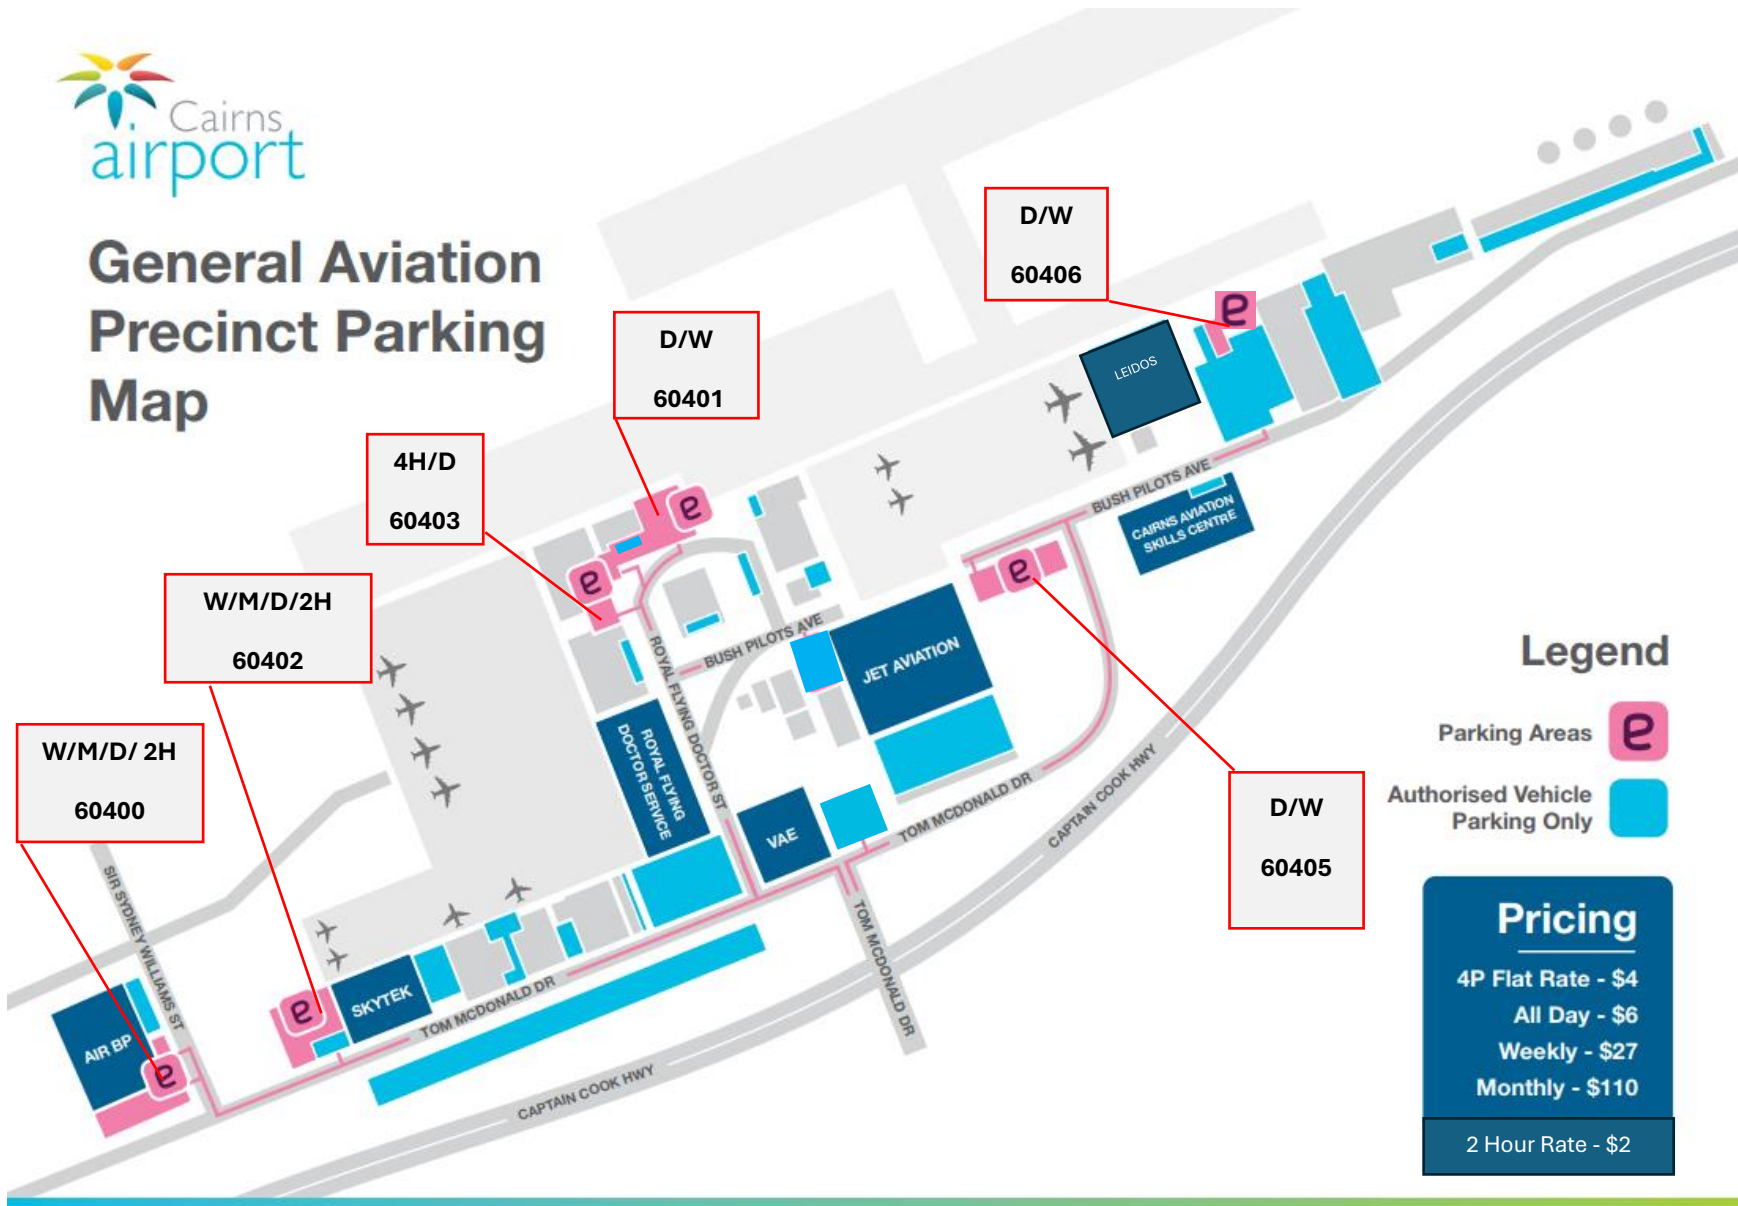 Cairns
airport
General Aviation
Precinct Parking
Map
D/W
60406
D/W
60401
4H/D
60403
W/M/D/2H
60402
W/M/D/ 2H
60400
D/W
60405
LEIDOS
BUSH PILOTS AVE
CAIRNS AVIATION
SKILLS CENTRE
BUSH PILOTS AVE
JET AVIATION
ROYAL FLYING DOCTOR ST
ROYAL FLYING
DOCTOR SERVICE
VAE
TOM MCDONALD DR
CAPTAIN COOK HWY
TOM MCDONALD DR
SIR SYDNEY WILLIAMS ST
AIR BP
SKYTEK
TOM MCDONALD DR
CAPTAIN COOK HWY
e
e
e
e
e
e
Legend
Parking Areas
e
Authorised Vehicle
Parking Only
Pricing
4P Flat Rate - $4
All Day - $6
Weekly - $27
Monthly - $110
2 Hour Rate - $2